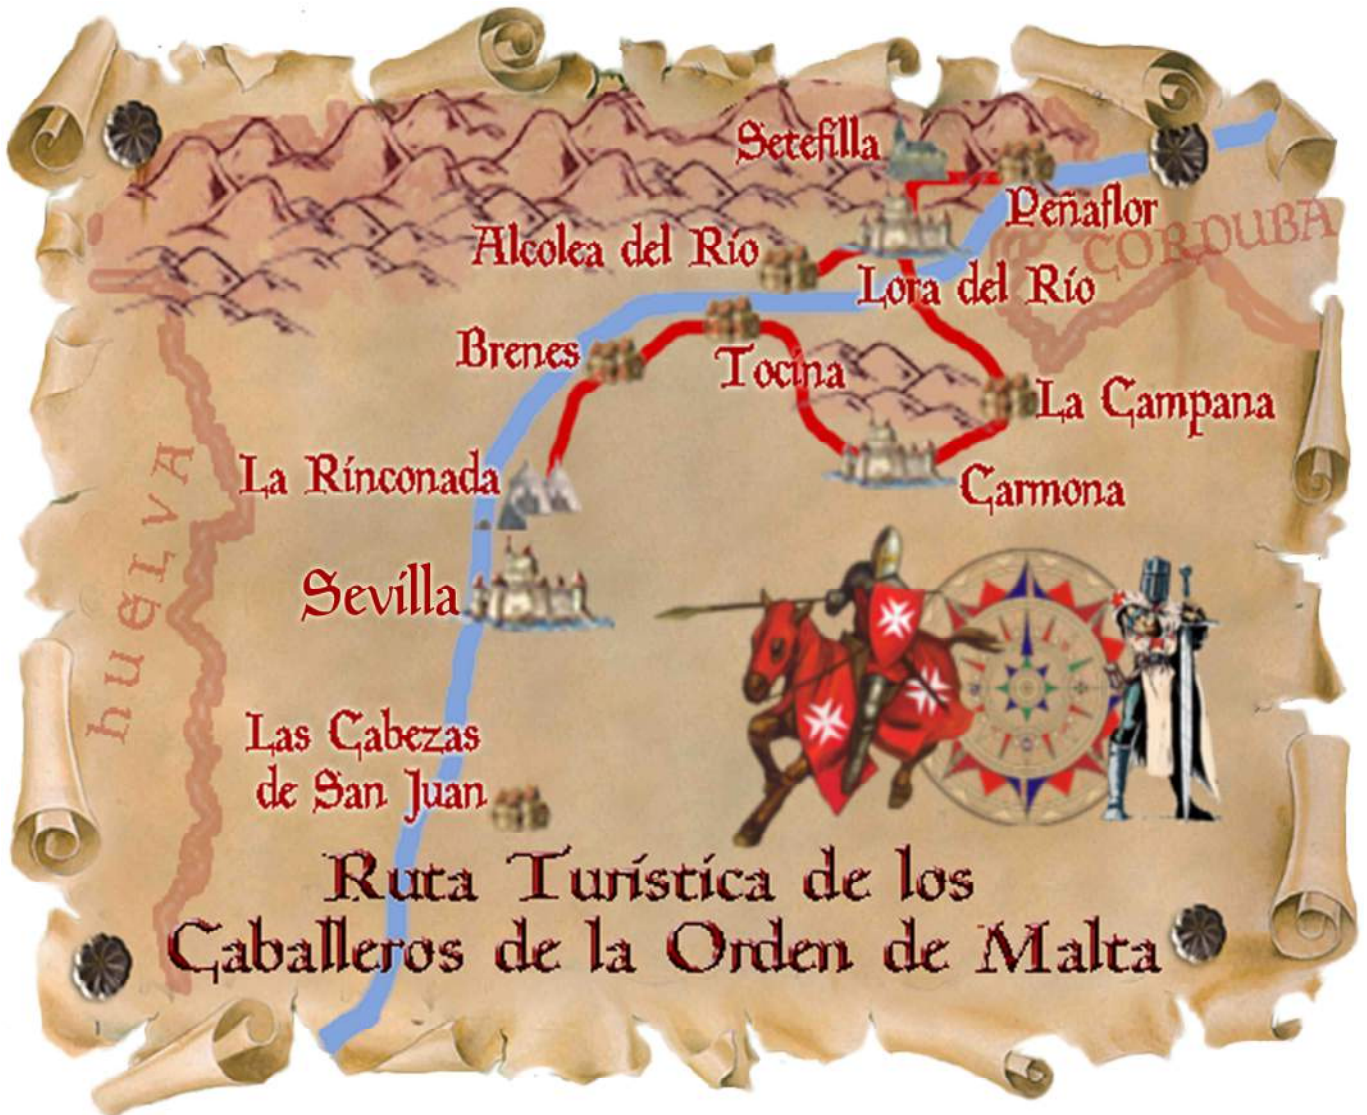 Setefilla
Peñaflor
CORDUBA
Alcolea del Río
Lora del Río
Brenes
Tocina
La Campana
La Rinconada
Carmona
huelva
Sevilla
Las Cabezas
de San Juan
Ruta Turística de los
Caballeros de la Orden de Malta